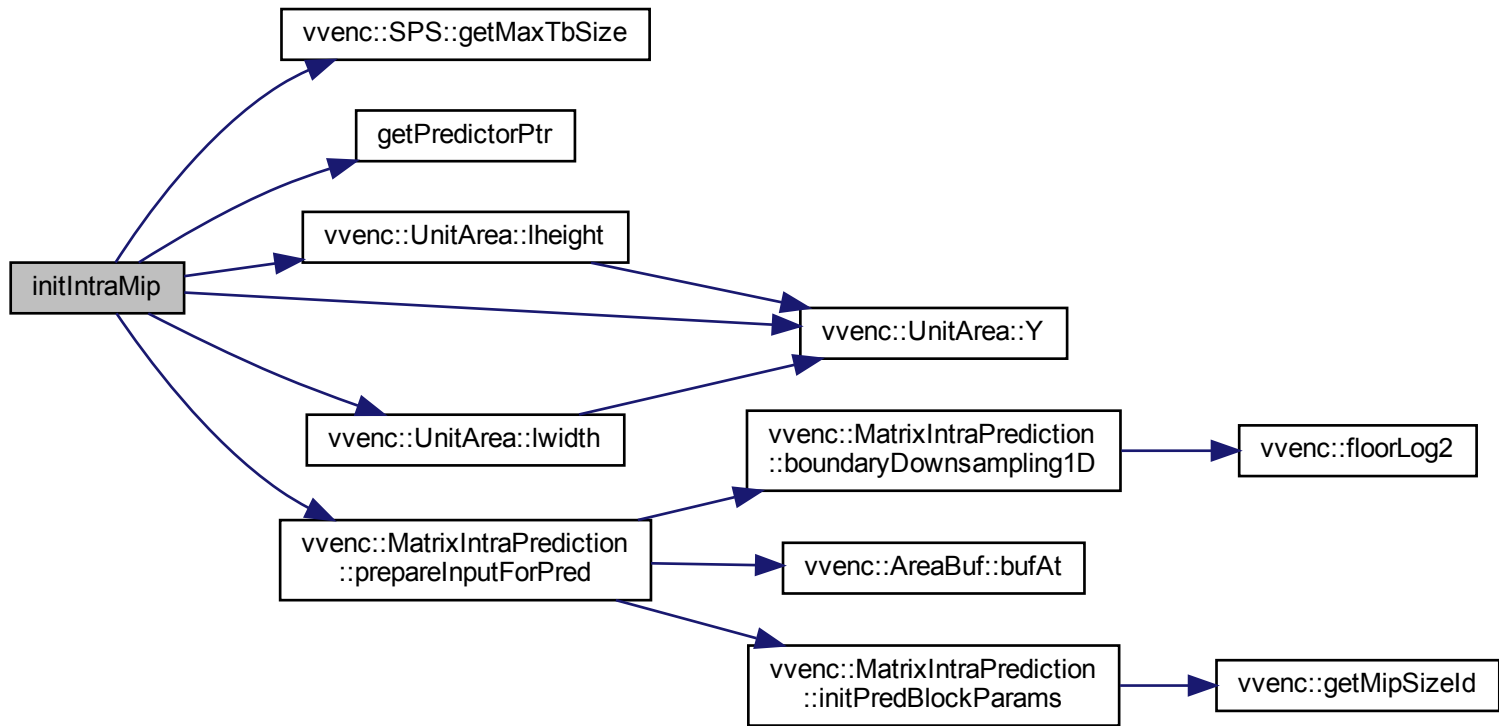 vvenc::SPS::getMaxTbSize
getPredictorPtr
vvenc::UnitArea::lheight
initIntraMip
vvenc::UnitArea::Y
vvenc::UnitArea::lwidth
vvenc::MatrixIntraPrediction
::boundaryDownsampling1D
vvenc::floorLog2
vvenc::MatrixIntraPrediction
::prepareInputForPred
vvenc::AreaBuf::bufAt
vvenc::MatrixIntraPrediction
::initPredBlockParams
vvenc::getMipSizeId